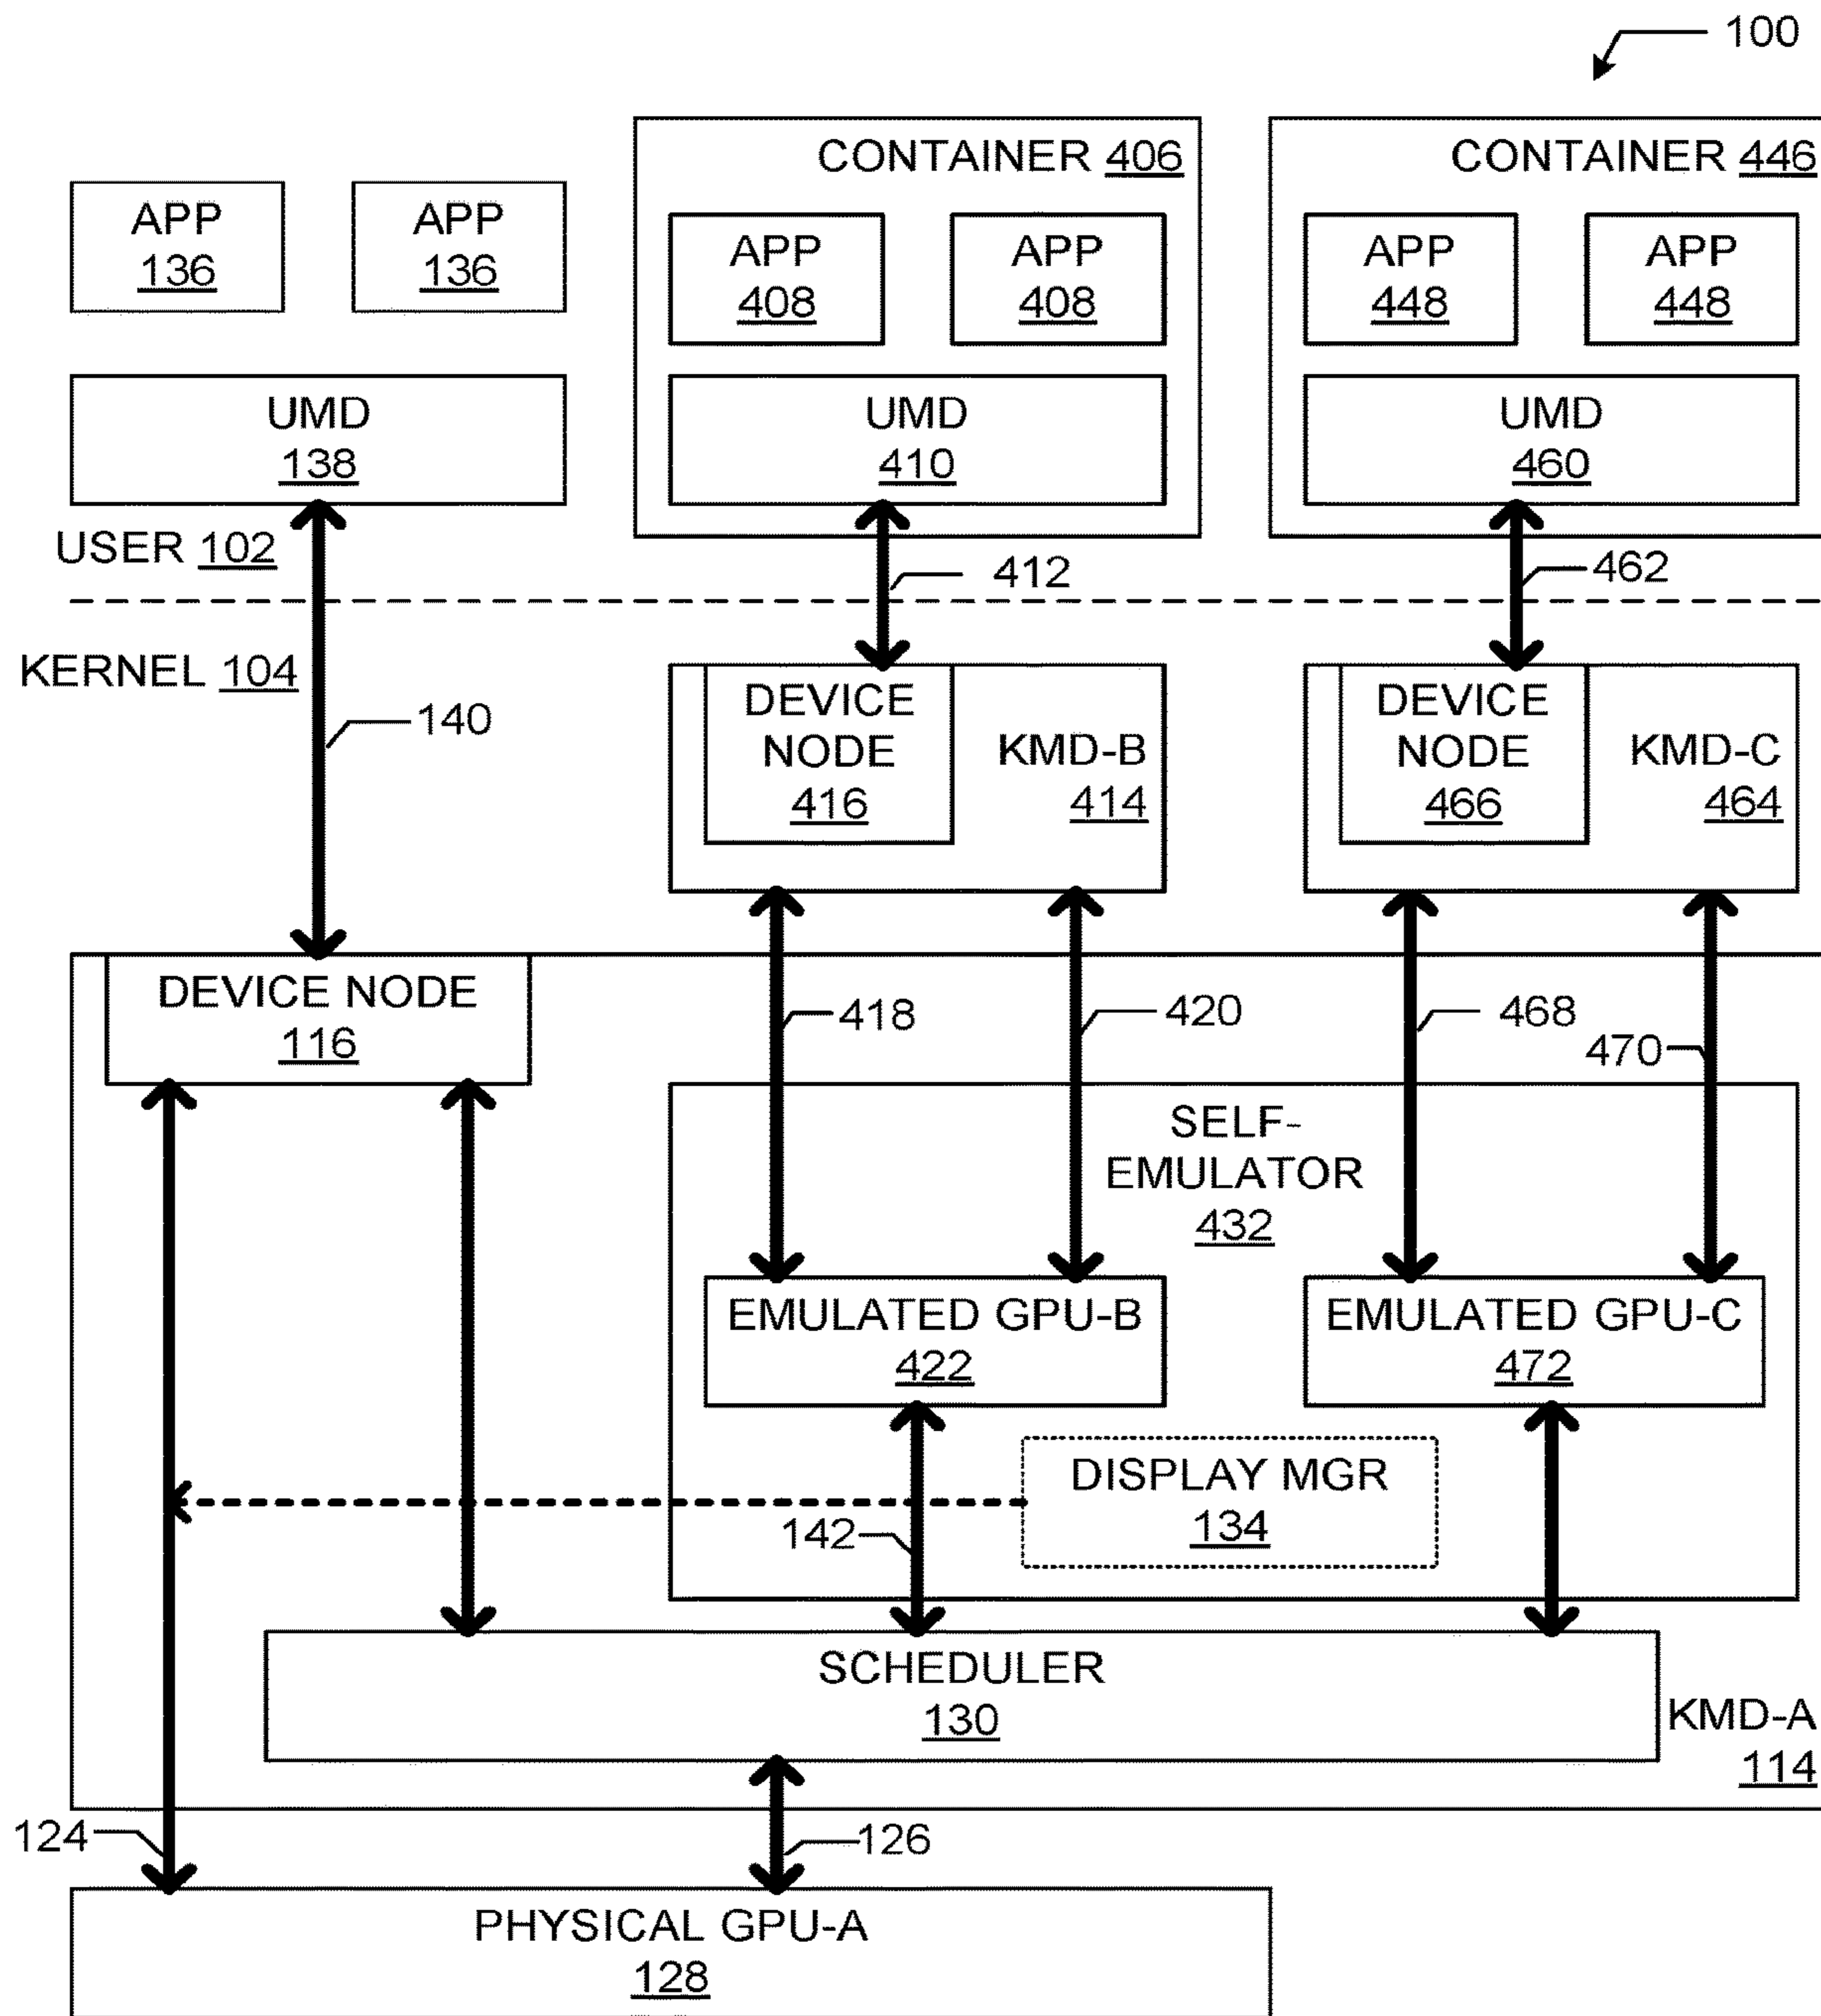 100
CONTAINER 406
CONTAINER 446
APP
136
APP
136
APP
408
APP
408
APP
448
APP
448
UMD
138
UMD
410
UMD
460
USER 102
412
462
KERNEL 104
140
DEVICE
NODE
416
KMD-B
414
DEVICE
NODE
466
KMD-C
464
DEVICE NODE
116
418
420
468
470
SELF-
EMULATOR
432
EMULATED GPU-B
422
EMULATED GPU-C
472
DISPLAY MGR
134
142
SCHEDULER
130
KMD-A
114
124
126
PHYSICAL GPU-A
128